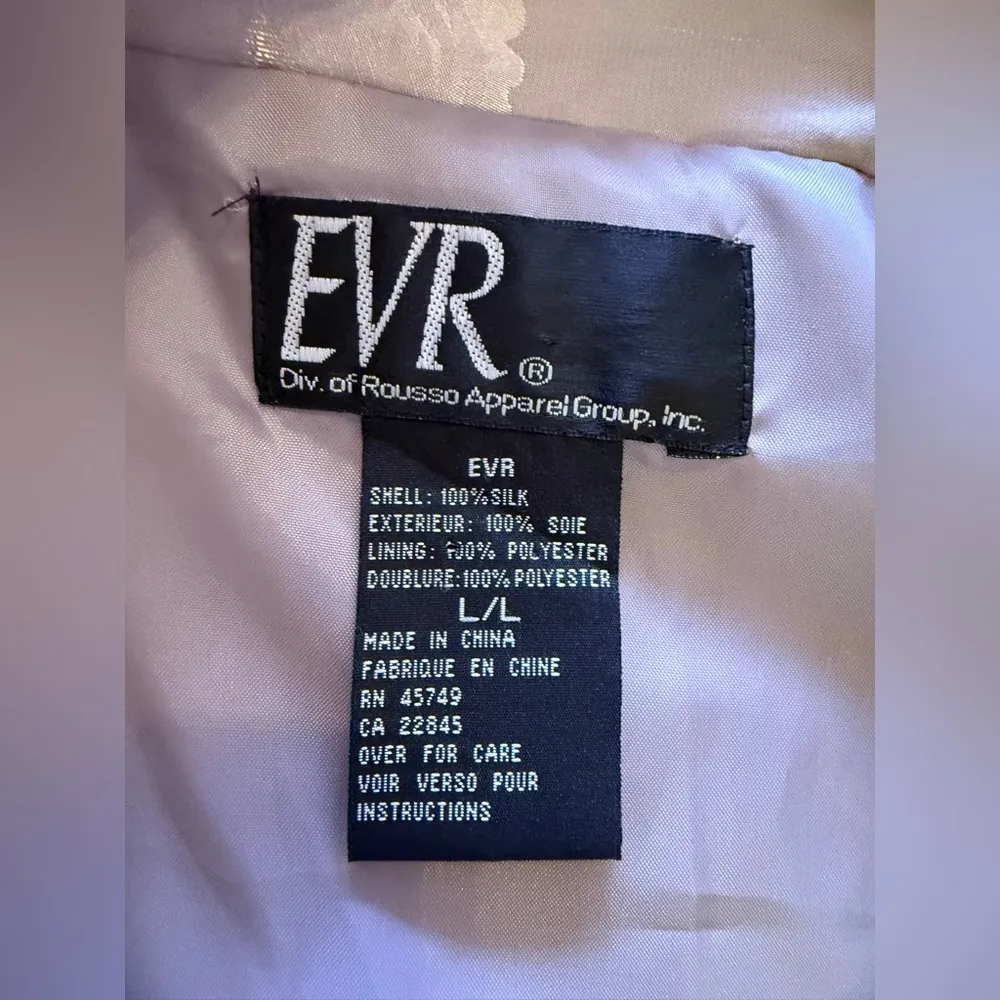 EVR®
Div. of Rousso Apparel Group, Inc.
EVR
SHELL: 100% SILK
EXTERIEUR: 100% SOIE
LINING: 100% POLYESTER
DOUBLURE:100% POLYESTER
L/L
MADE IN CHINA
FABRIQUE EN CHINE
RN 45749
CA 22845
OVER FOR CARE
VOIR VERSO POUR
INSTRUCTIONS